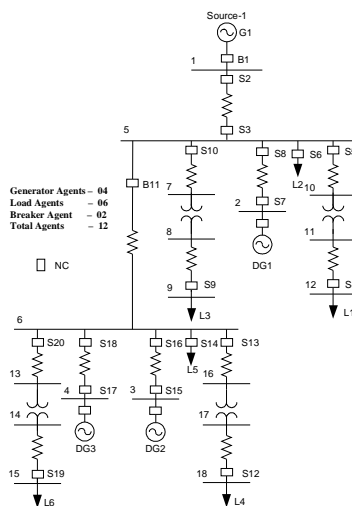 Source-1
G1
B1
1
S2
S3
5
S10
S8
S6
B11
L2
Generator Agents – 04
Load Agents – 06
Breaker Agent – 02
Total Agents – 12
7
10
2
S7
8
11
NC
DG1
S9
12
9
L3
6
S20
S18
S16
S14
S13
L5
13
16
4
S17
3
S15
14
17
DG3
DG2
15
S19
18
S12
L6
L4